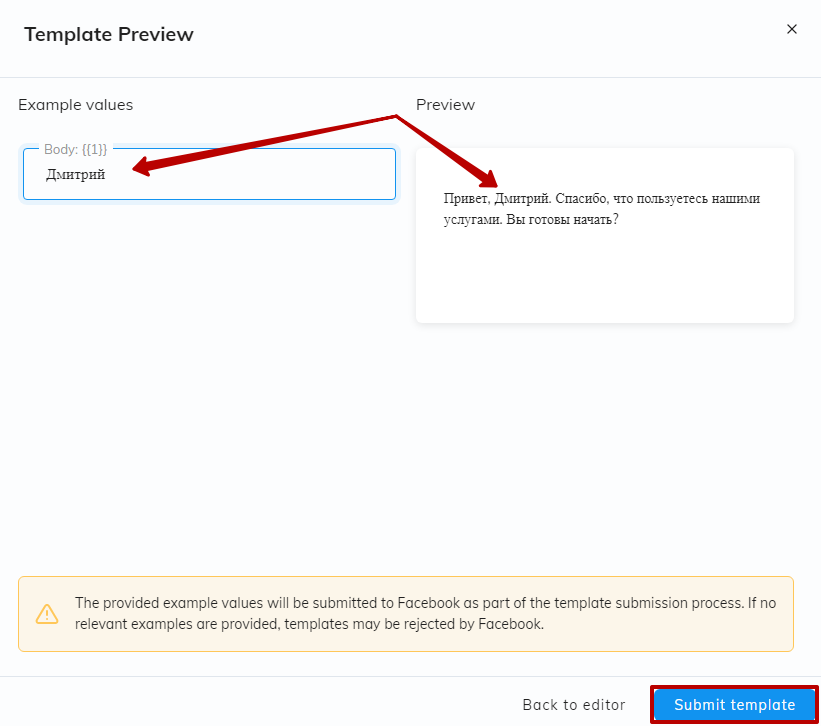 Template Preview
Example values
Preview
Body: {{1}}
Дмитрий
Привет, Дмитрий. Спасибо, что пользуетесь нашими
услугами. Вы готовы начать?
The provided example values will be submitted to Facebook as part of the template submission process. If no
relevant examples are provided, templates may be rejected by Facebook.
Back to editor
Submit template